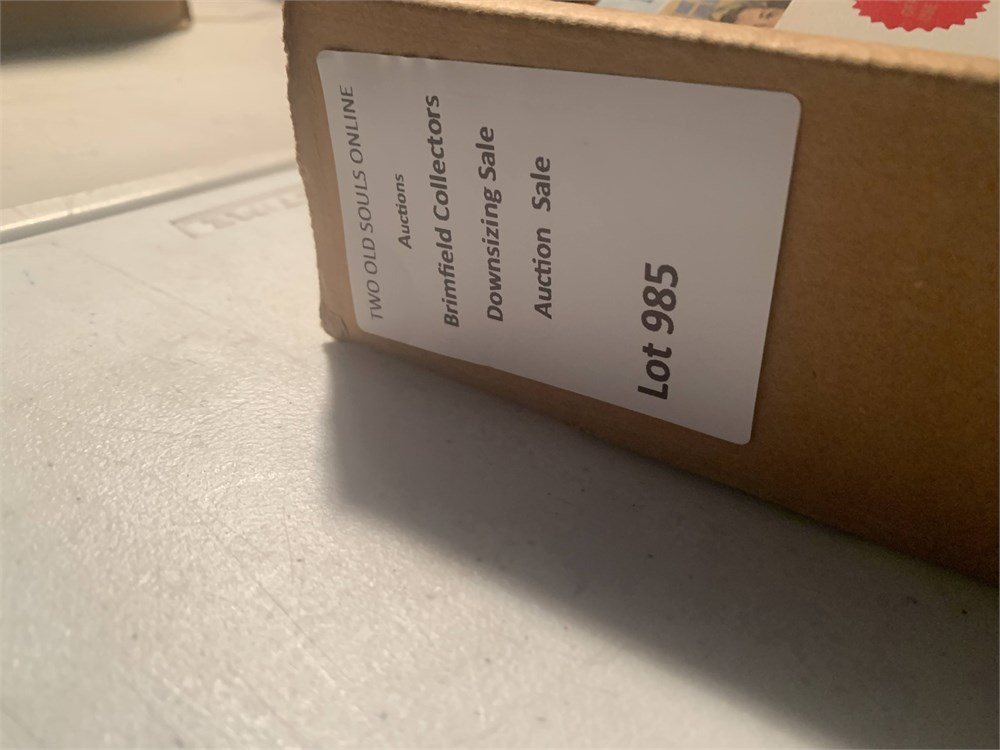 TWO OLD SOULS ONLINE
Auctions
Brimfield Collectors
Downsizing Sale
Auction Sale
Lot 985